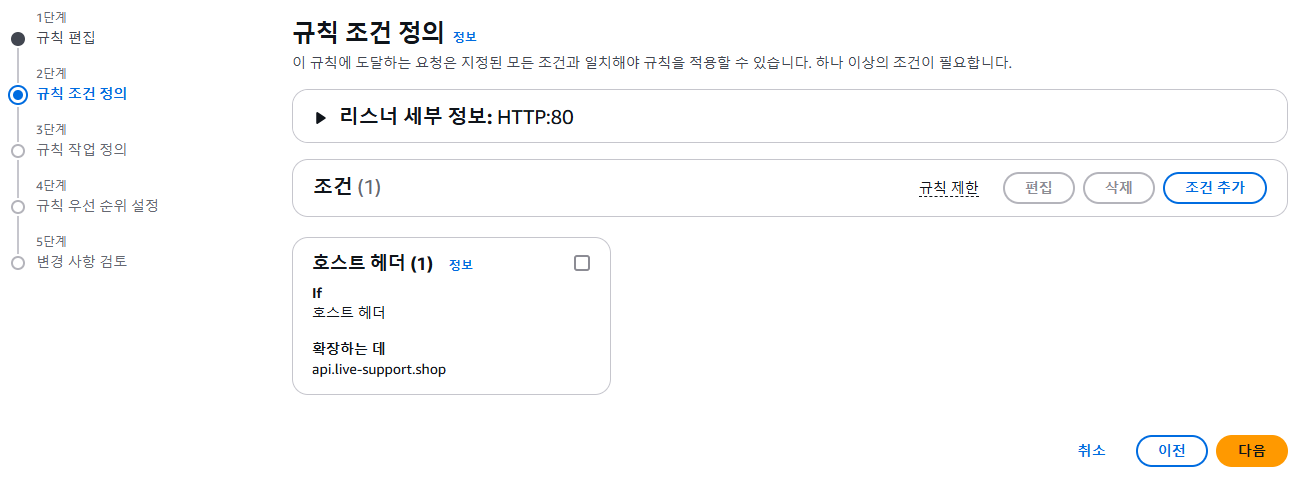 1단계
규칙 편집
2단계
규칙 조건 정의
3단계
규칙 작업 정의
4단계
규칙 우선 순위 설정
5단계
변경 사항 검토
규칙 조건 정의 정보
이 규칙에 도달하는 요청은 지정된 모든 조건과 일치해야 규칙을 적용할 수 있습니다. 하나 이상의 조건이 필요합니다.
리스너 세부 정보: HTTP:80
조건 (1) 규칙 제한 편집 삭제 조건 추가
호스트 헤더 (1) 정보
If
호스트 헤더
확장하는 데
api.live-support.shop
취소 이전 다음